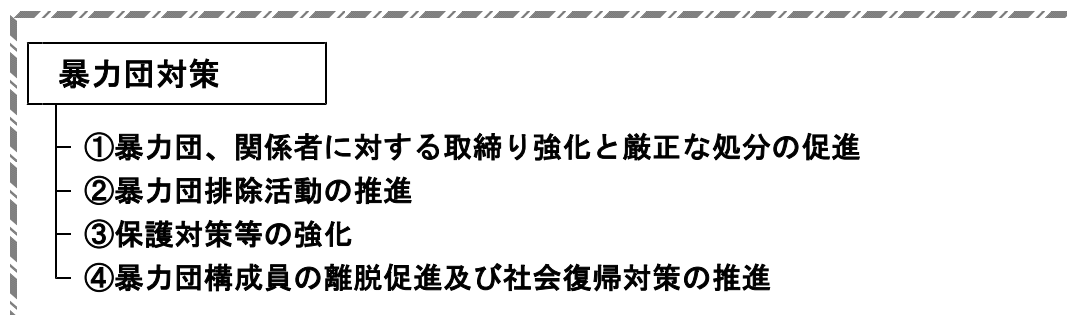 暴力団対策
①暴力団、関係者に対する取締り強化と厳正な処分の促進
②暴力団排除活動の推進
③保護対策等の強化
④暴力団構成員の離脱促進及び社会復帰対策の推進